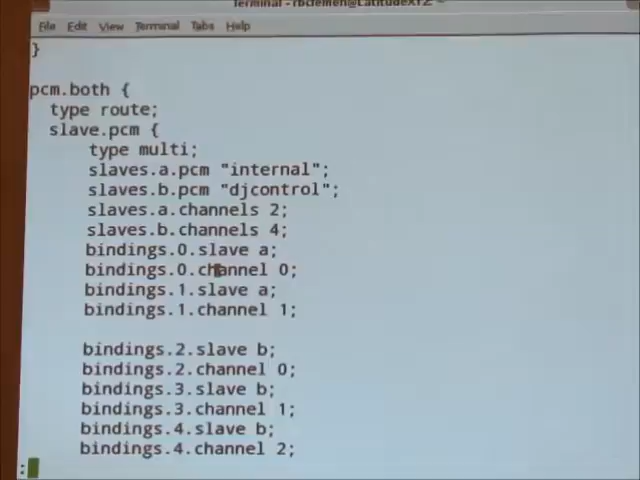 Terminal - rbclemen@LatitudeXT2 ~
File Edit View Terminal Tabs Help
}
pcm.both {
type route;
slave.pcm {
type multi;
slaves.a.pcm "internal";
slaves.b.pcm "djcontrol";
slaves.a.channels 2;
slaves.b.channels 4;
bindings.0.slave a;
bindings.0.channel 0;
bindings.1.slave a;
bindings.1.channel 1;
bindings.2.slave b;
bindings.2.channel 0;
bindings.3.slave b;
bindings.3.channel 1;
bindings.4.slave b;
bindings.4.channel 2;
: